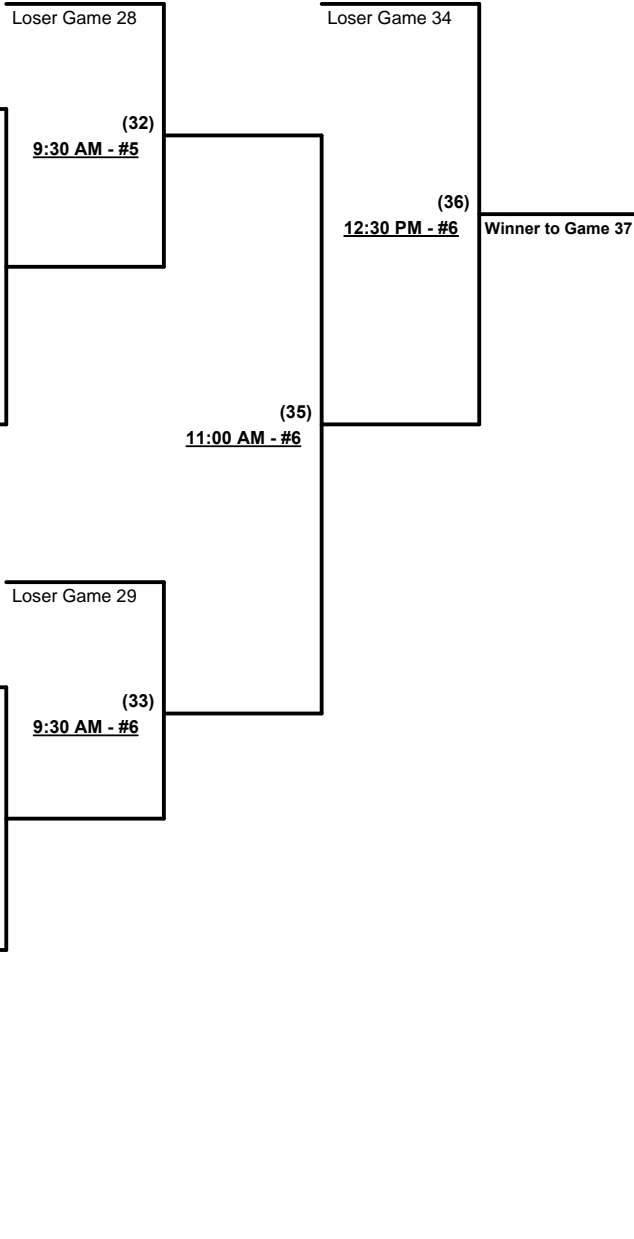 Loser Game 28
Loser Game 34
(32)
9:30 AM - #5
(36)
12:30 PM - #6
Winner to Game 37
(35)
11:00 AM - #6
Loser Game 29
(33)
9:30 AM - #6